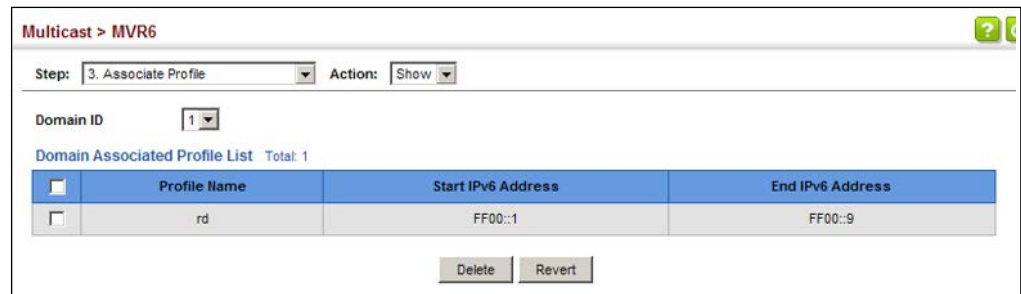 Multicast > MVR6
?
Step: 3. Associate Profile Action: Show
Domain ID 1
Domain Associated Profile List Total: 1
Profile Name Start IPv6 Address End IPv6 Address
rd FF00::1 FF00::9
Delete Revert